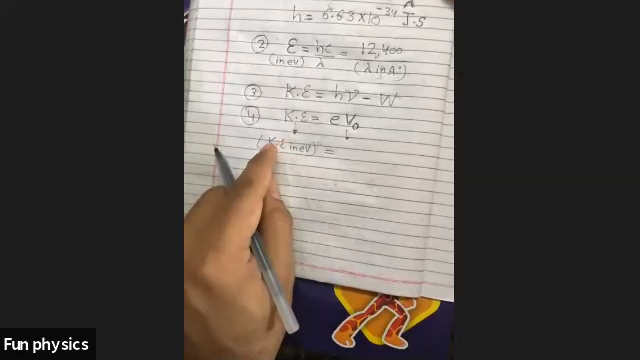 h = 6.63 × 10⁻³⁴ J.S
② ε = hc/λ = 12,400
(in eV) (λ in A°)
③ K.ε = hν − W
④ K.ε = eV₀
(K.ε in eV) =
Fun physics